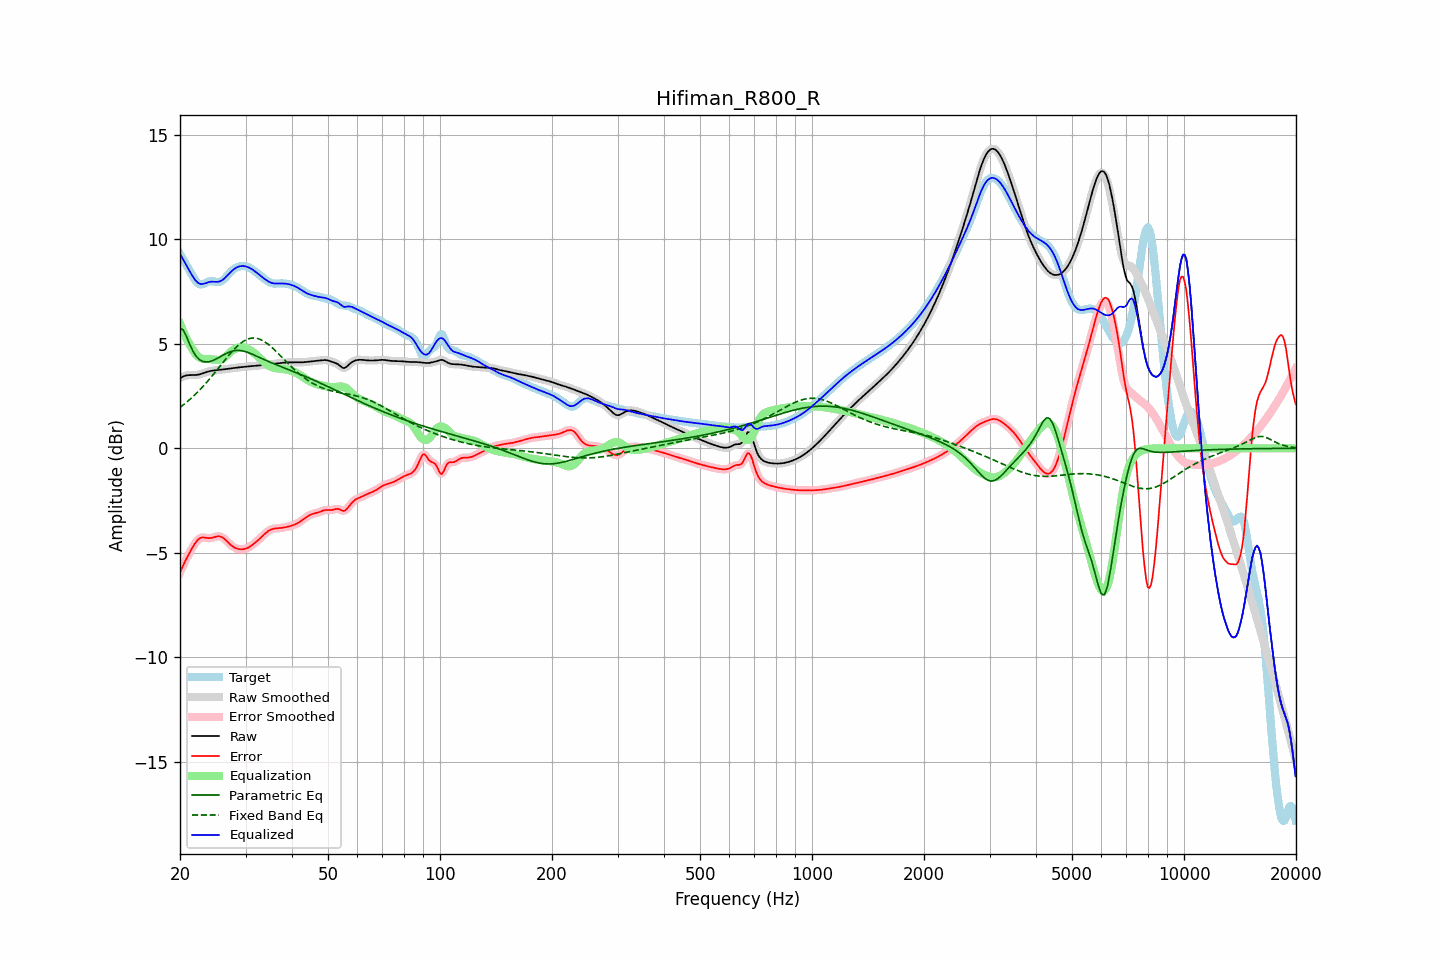 Hifiman_R800_R
Amplitude (dBr)
15
10
5
0
−5
−10
−15
Target
Raw Smoothed
Error Smoothed
Raw
Error
Equalization
Parametric Eq
Fixed Band Eq
Equalized
20 50 100 200 500 1000 2000 5000 10000 20000
Frequency (Hz)